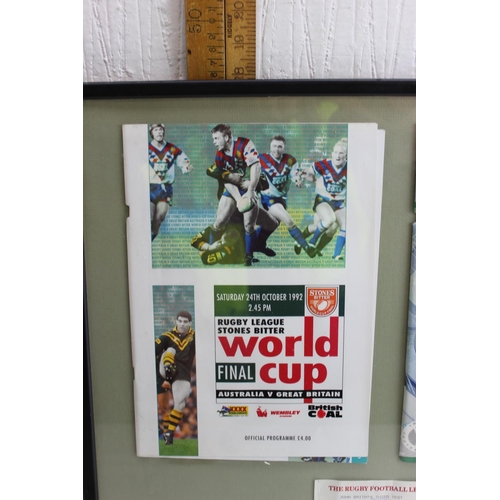 SATURDAY 24TH OCTOBER 1992
2.45 PM
STONES
BITTER
RUGBY LEAGUE
STONES BITTER
world
FINAL cup
AUSTRALIA V GREAT BRITAIN
XXXX
WEMBLEY
British
COAL
OFFICIAL PROGRAMME £4.00
THE RUGBY FOOTBALL LE